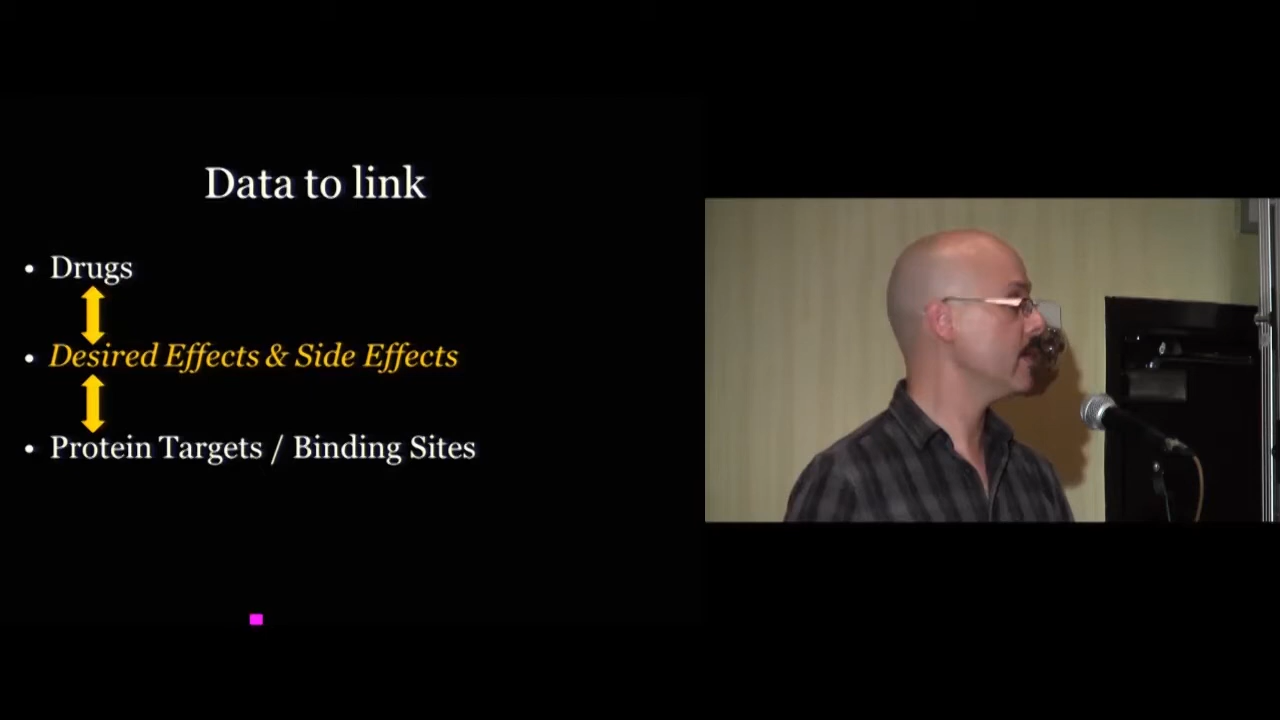 Data to link
• Drugs
• Desired Effects & Side Effects
• Protein Targets / Binding Sites